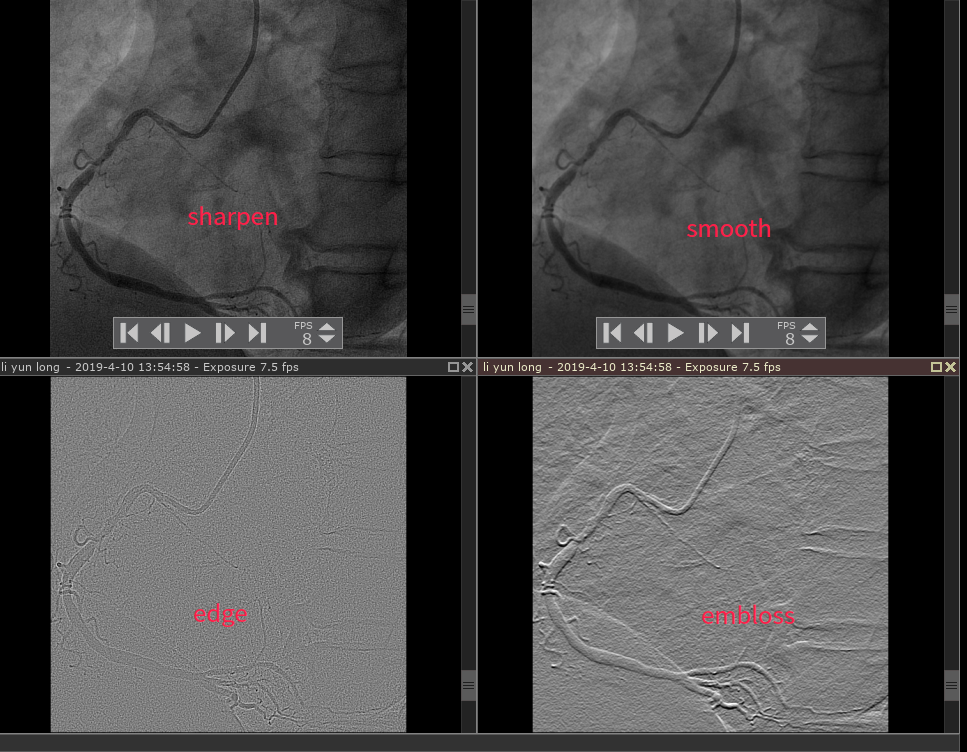 sharpen
smooth
FPS
8
FPS
8
li yun long - 2019-4-10 13:54:58 - Exposure 7.5 fps
li yun long - 2019-4-10 13:54:58 - Exposure 7.5 fps
edge
embloss